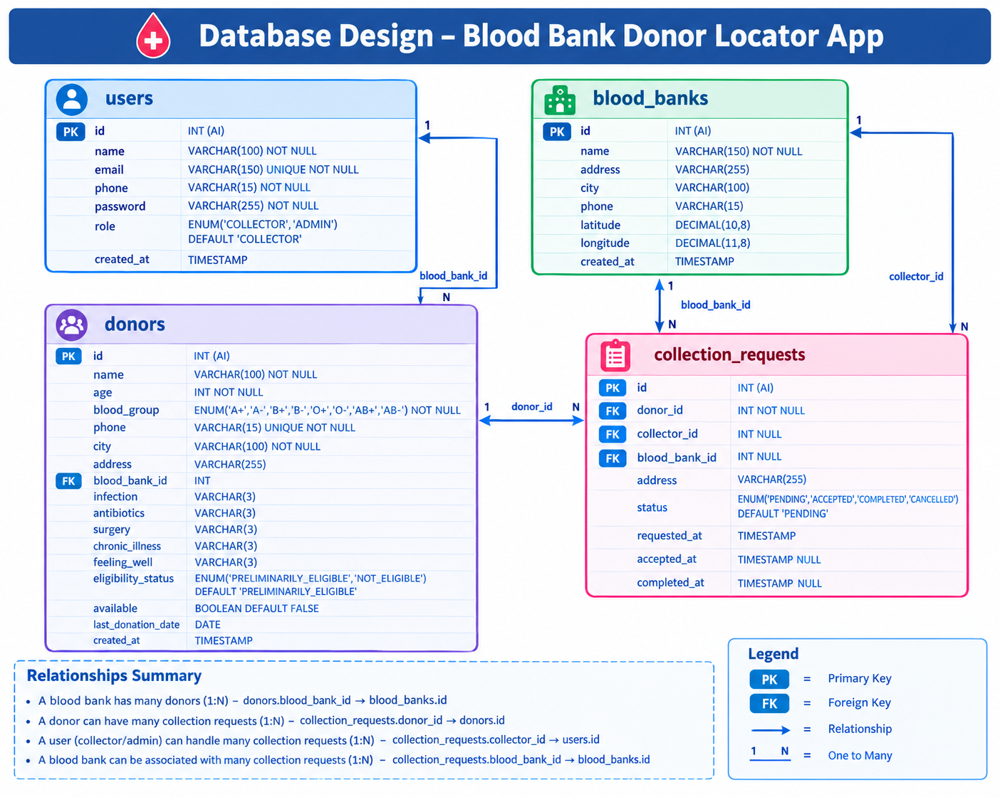 Database Design – Blood Bank Donor Locator App
users
PK id INT (AI)
name VARCHAR(100) NOT NULL
email VARCHAR(150) UNIQUE NOT NULL
phone VARCHAR(15) NOT NULL
password VARCHAR(255) NOT NULL
role ENUM('COLLECTOR','ADMIN')
DEFAULT 'COLLECTOR'
created_at TIMESTAMP
1
blood_bank_id
N
blood_banks
PK id INT (AI)
name VARCHAR(150) NOT NULL
address VARCHAR(255)
city VARCHAR(100)
phone VARCHAR(15)
latitude DECIMAL(10,8)
longitude DECIMAL(11,8)
created_at TIMESTAMP
1
collector_id
N
1
blood_bank_id
N
donors
PK id INT (AI)
name VARCHAR(100) NOT NULL
age INT NOT NULL
blood_group ENUM('A+','A-','B+','B-','O+','O-','AB+','AB-') NOT NULL
phone VARCHAR(15) UNIQUE NOT NULL
city VARCHAR(100) NOT NULL
address VARCHAR(255)
FK blood_bank_id INT
infection VARCHAR(3)
antibiotics VARCHAR(3)
surgery VARCHAR(3)
chronic_illness VARCHAR(3)
feeling_well VARCHAR(3)
eligibility_status ENUM('PRELIMINARILY_ELIGIBLE','NOT_ELIGIBLE')
DEFAULT 'PRELIMINARILY_ELIGIBLE'
available BOOLEAN DEFAULT FALSE
last_donation_date DATE
created_at TIMESTAMP
1 donor_id N
collection_requests
PK id INT (AI)
FK donor_id INT NOT NULL
FK collector_id INT NULL
FK blood_bank_id INT NULL
address VARCHAR(255)
status ENUM('PENDING','ACCEPTED','COMPLETED','CANCELLED')
DEFAULT 'PENDING'
requested_at TIMESTAMP
accepted_at TIMESTAMP NULL
completed_at TIMESTAMP NULL
Relationships Summary
• A blood bank has many donors (1:N) – donors.blood_bank_id → blood_banks.id
• A donor can have many collection requests (1:N) – collection_requests.donor_id → donors.id
• A user (collector/admin) can handle many collection requests (1:N) – collection_requests.collector_id → users.id
• A blood bank can be associated with many collection requests (1:N) – collection_requests.blood_bank_id → blood_banks.id
Legend
PK = Primary Key
FK = Foreign Key
→ = Relationship
1 N = One to Many